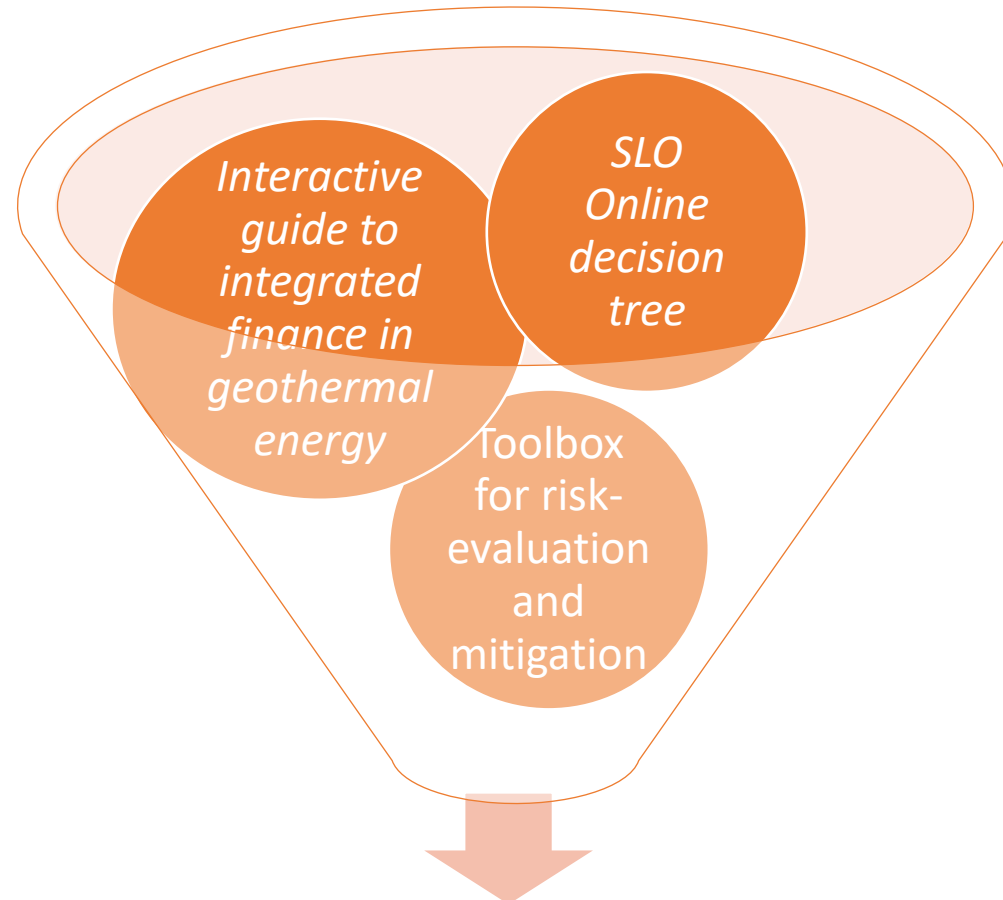 Interactive
guide to
integrated
finance in
geothermal
energy
SLO
Online
decision
tree
Toolbox
for risk-
evaluation
and
mitigation